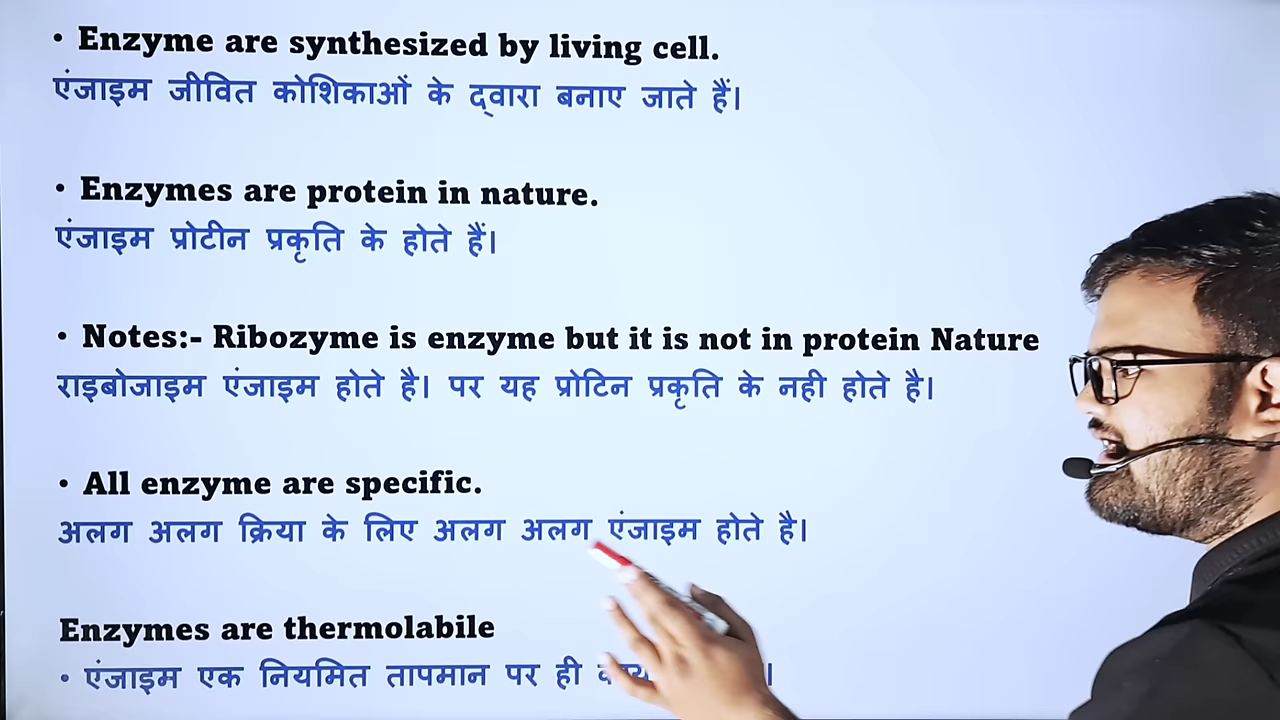 • Enzyme are synthesized by living cell.
एंजाइम जीवित कोशिकाओं के द्वारा बनाए जाते हैं।
• Enzymes are protein in nature.
एंजाइम प्रोटीन प्रकृति के होते हैं।
• Notes:- Ribozyme is enzyme but it is not in protein Nature
राइबोजाइम एंजाइम होते है। पर यह प्रोटिन प्रकृति के नही होते है।
• All enzyme are specific.
अलग अलग क्रिया के लिए अलग अलग एंजाइम होते है।
Enzymes are thermolabile
• एंजाइम एक नियमित तापमान पर ही